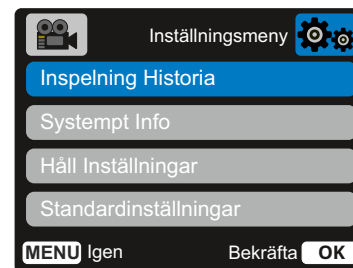 Inställningsmeny
Inspelning Historia
Systempt Info
Håll Inställningar
Standardinställningar
MENU Igen Bekräfta OK